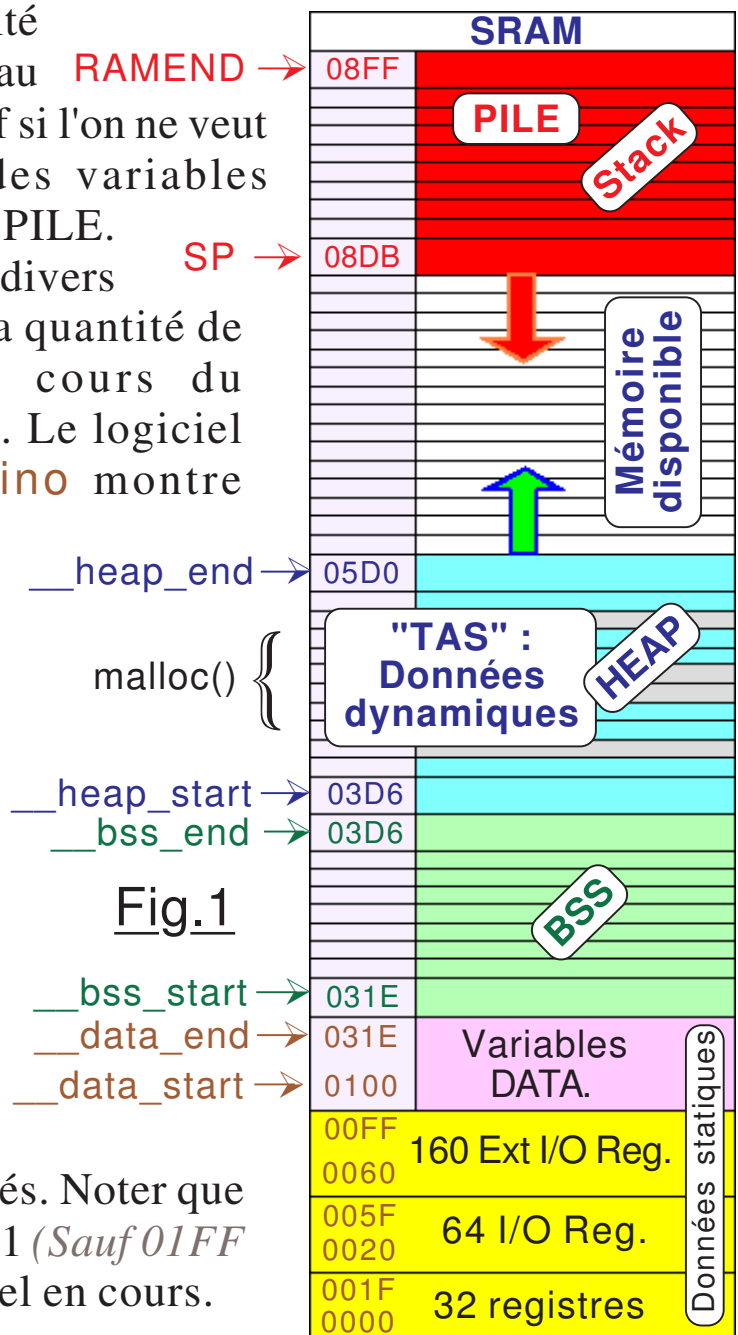 ité
au
f si l'on ne veut
des variables
PILE.
divers
a quantité de
cours du
. Le logiciel
ino montre
SRAM
RAMEND 08FF
PILE
Stack
SP 08DB
Mémoire
disponible
__heap_end 05D0
malloc() {
"TAS" :
Données
dynamiques
HEAP
__heap_start 03D6
__bss_end 03D6
Fig.1
BSS
__bss_start 031E
__data_end 031E
__data_start 0100
Variables
DATA.
00FF
0060
160 Ext I/O Reg.
005F
0020
64 I/O Reg.
001F
0000
32 registres
Données statiques
és. Noter que
1 (Sauf 01FF
el en cours.